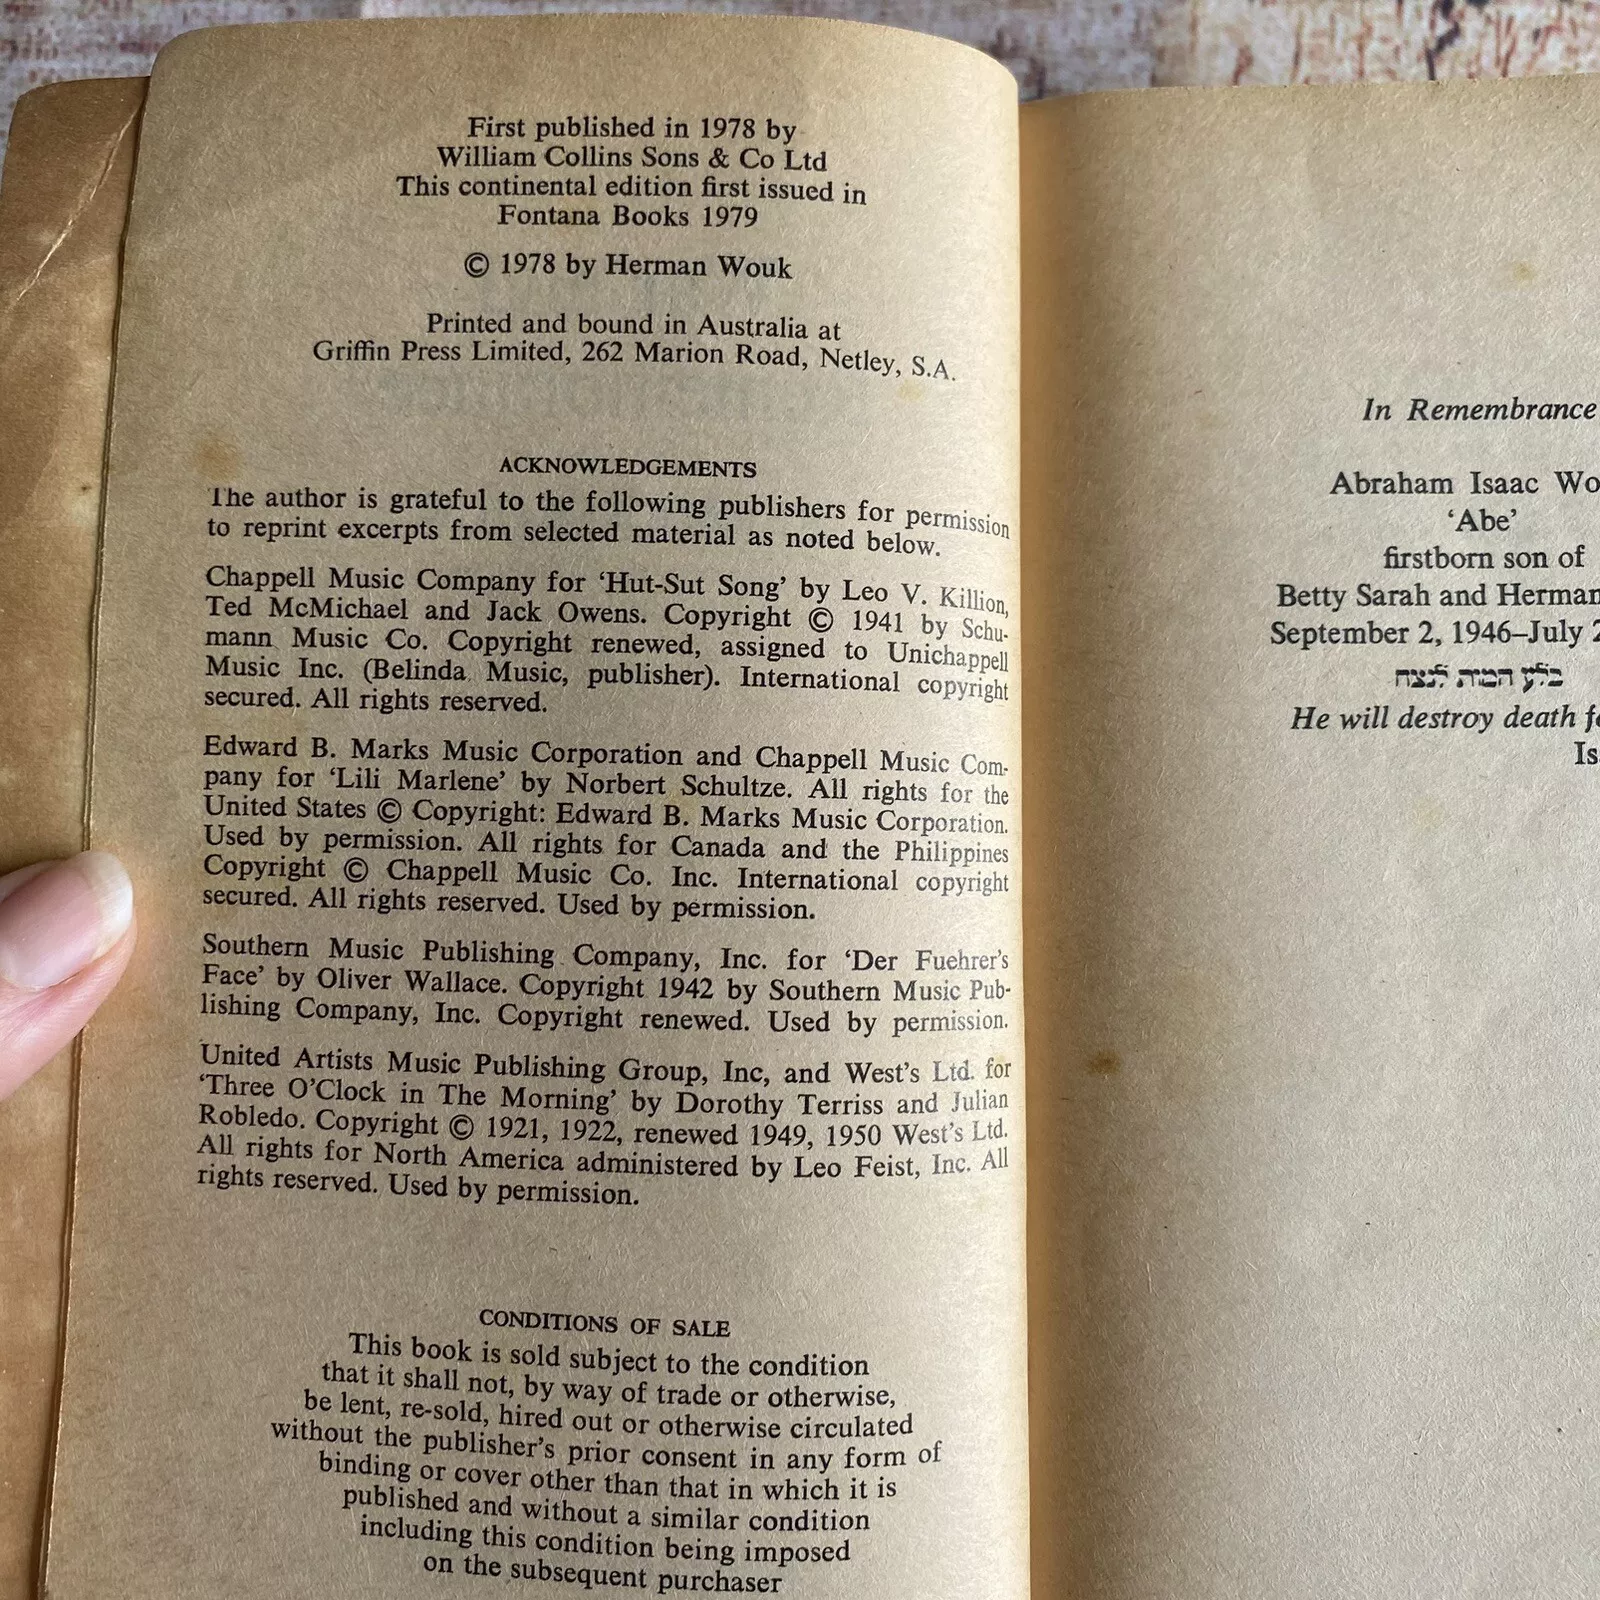 First published in 1978 by
William Collins Sons & Co Ltd
This continental edition first issued in
Fontana Books 1979
© 1978 by Herman Wouk
Printed and bound in Australia at
Griffin Press Limited, 262 Marion Road, Netley, S.A.
ACKNOWLEDGEMENTS
The author is grateful to the following publishers for permission
to reprint excerpts from selected material as noted below.
Chappell Music Company for ‘Hut-Sut Song’ by Leo V. Killion,
Ted McMichael and Jack Owens. Copyright © 1941 by Schu-
mann Music Co. Copyright renewed, assigned to Unichappell
Music Inc. (Belinda Music, publisher). International copyright
secured. All rights reserved.
Edward B. Marks Music Corporation and Chappell Music Com-
pany for ‘Lili Marlene’ by Norbert Schultze. All rights for the
United States © Copyright: Edward B. Marks Music Corporation.
Used by permission. All rights for Canada and the Philippines
Copyright © Chappell Music Co. Inc. International copyright
secured. All rights reserved. Used by permission.
Southern Music Publishing Company, Inc. for ‘Der Fuehrer’s
Face’ by Oliver Wallace. Copyright 1942 by Southern Music Pub-
lishing Company, Inc. Copyright renewed. Used by permission.
United Artists Music Publishing Group, Inc, and West’s Ltd. for
‘Three O’Clock in The Morning’ by Dorothy Terriss and Julian
Robledo. Copyright © 1921, 1922, renewed 1949, 1950 West’s Ltd.
All rights for North America administered by Leo Feist, Inc. All
rights reserved. Used by permission.
CONDITIONS OF SALE
This book is sold subject to the condition
that it shall not, by way of trade or otherwise,
be lent, re-sold, hired out or otherwise circulated
without the publisher’s prior consent in any form of
binding or cover other than that in which it is
published and without a similar condition
including this condition being imposed
on the subsequent purchaser
In Remembrance
Abraham Isaac Wo
‘Abe’
firstborn son of
Betty Sarah and Herman
September 2, 1946–July 2
בלע המות לנצח
He will destroy death fo
Is